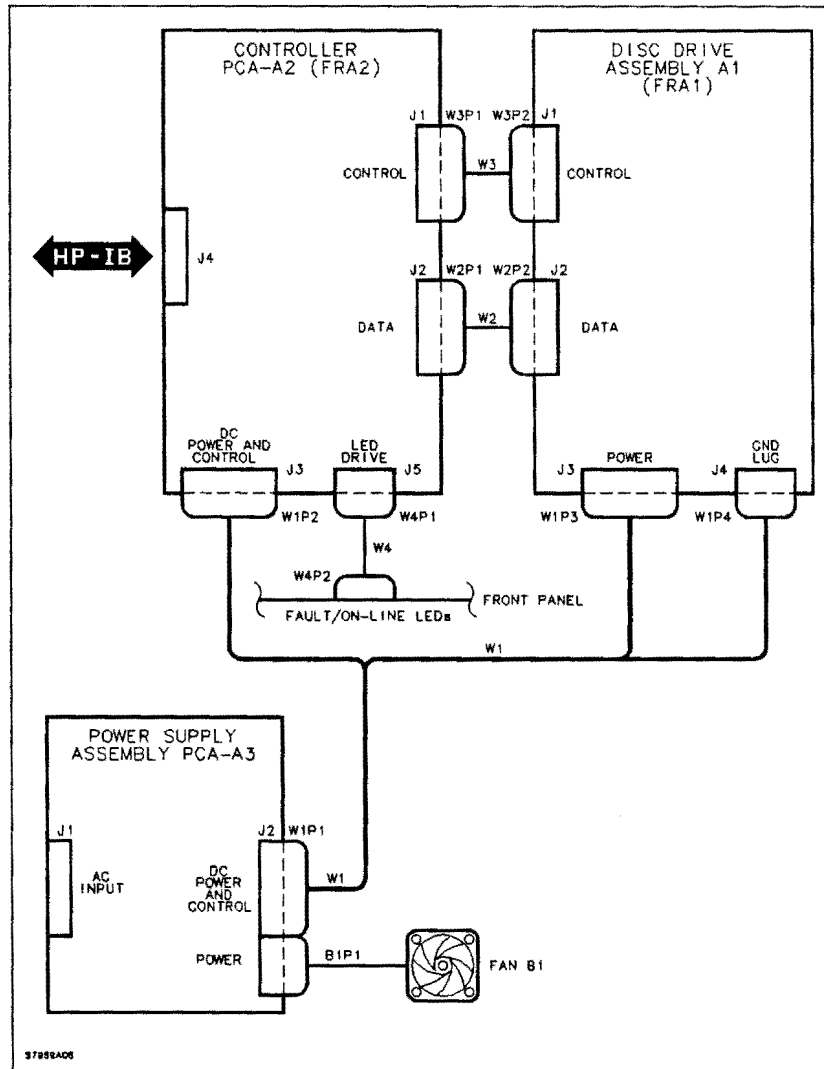 CONTROLLER
PCA-A2 (FRA2)
DISC DRIVE
ASSEMBLY A1
(FRA1)
J1
W3P1
W3P2
J1
CONTROL
W3
CONTROL
HP-IB
J4
J2
W2P1
W2P2
J2
DATA
W2
DATA
DC
POWER AND
CONTROL
J3
LED
DRIVE
J5
J3
POWER
J4
GND
LUG
W1P2
W4P1
W1P3
W1P4
W4
W4P2
FRONT PANEL
FAULT/ON-LINE LEDs
W1
POWER SUPPLY
ASSEMBLY PCA-A3
J1
J2
W1P1
AC
INPUT
DC
POWER
AND
CONTROL
W1
POWER
B1P1
FAN B1